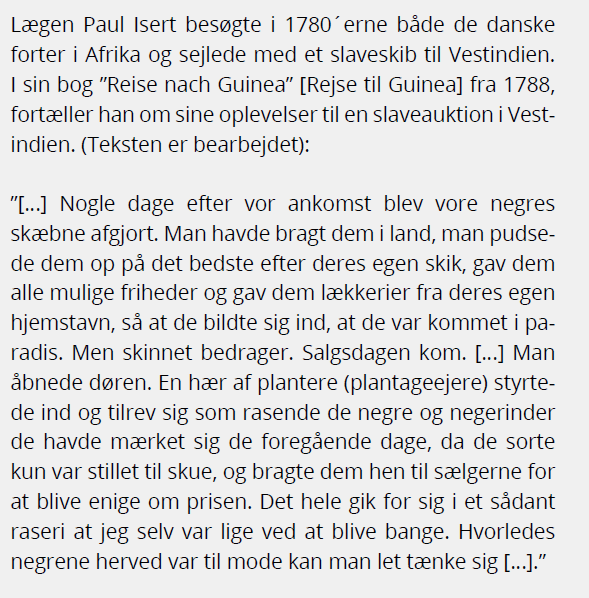 Lægen Paul Isert besøgte i 1780´erne både de danske
forter i Afrika og sejlede med et slaveskib til Vestindien.
I sin bog ”Reise nach Guinea” [Rejse til Guinea] fra 1788,
fortæller han om sine oplevelser til en slaveauktion i Vest-
indien. (Teksten er bearbejdet):

”[...] Nogle dage efter vor ankomst blev vore negres
skæbne afgjort. Man havde bragt dem i land, man pudse-
de dem op på det bedste efter deres egen skik, gav dem
alle mulige friheder og gav dem lækkerier fra deres egen
hjemstavn, så at de bildte sig ind, at de var kommet i pa-
radis. Men skinnet bedrager. Salgsdagen kom. [...] Man
åbnede døren. En hær af plantere (plantageejere) styrte-
de ind og tilrev sig som rasende de negre og negerinder
de havde mærket sig de foregående dage, da de sorte
kun var stillet til skue, og bragte dem hen til sælgerne for
at blive enige om prisen. Det hele gik for sig i et sådant
raseri at jeg selv var lige ved at blive bange. Hvorledes
negrene herved var til mode kan man let tænke sig [...].”